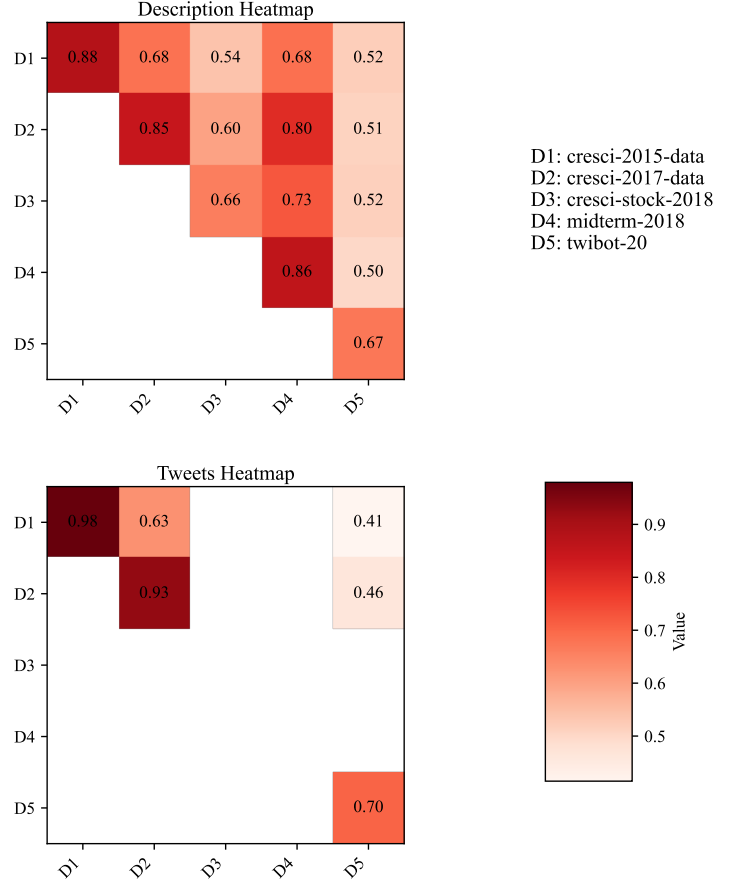 Description Heatmap
D1 0.88 0.68 0.54 0.68 0.52
D2 0.85 0.60 0.80 0.51
D3 0.66 0.73 0.52
D4 0.86 0.50
D5 0.67
D1 D2 D3 D4 D5
D1: cresci-2015-data
D2: cresci-2017-data
D3: cresci-stock-2018
D4: midterm-2018
D5: twibot-20
Tweets Heatmap
D1 0.98 0.63 0.41
D2 0.93 0.46
D3
D4
D5 0.70
D1 D2 D3 D4 D5
0.9
0.8
0.7
0.6
0.5
Value